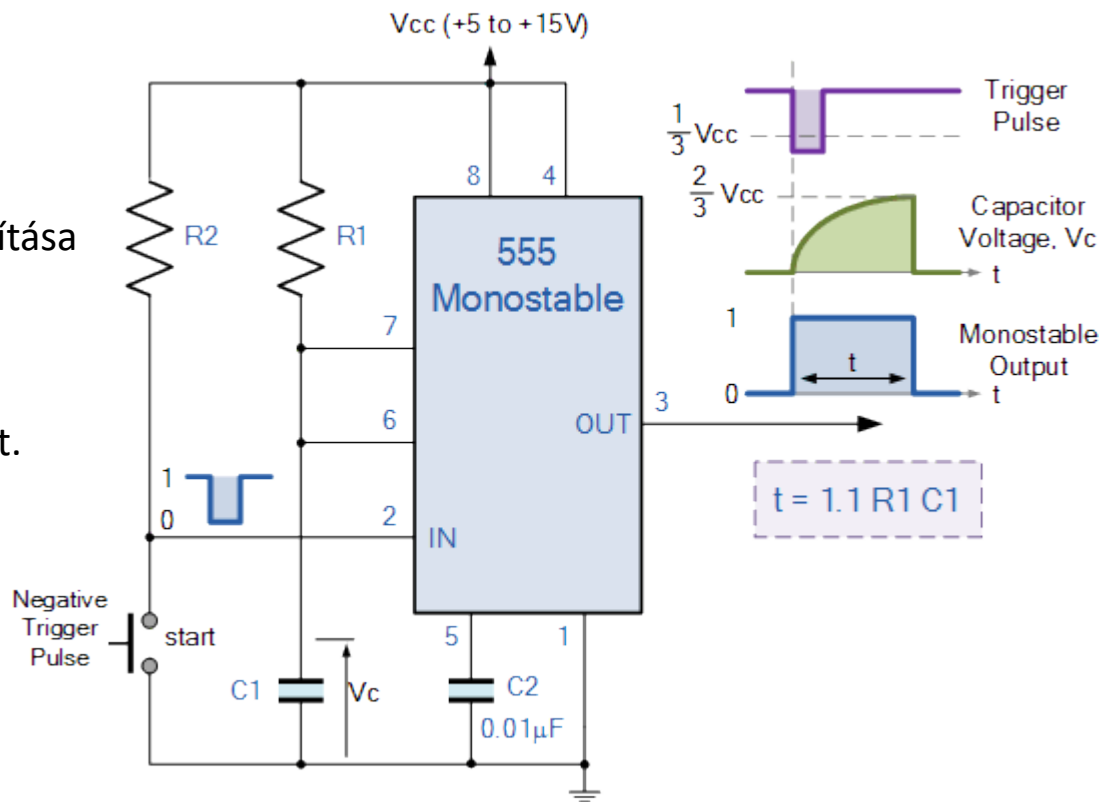 Vcc (+5 to +15V)
ítása
t.
R2
R1
8
4
555
Monostable
7
6
2
IN
OUT
3
5
1
1
0
Negative
Trigger
Pulse
start
C1
Vc
C2
0.01µF
1/3 Vcc
Trigger
Pulse
2/3 Vcc
Capacitor
Voltage, Vc
t
1
0
t
Monostable
Output
t
t = 1.1 R1 C1